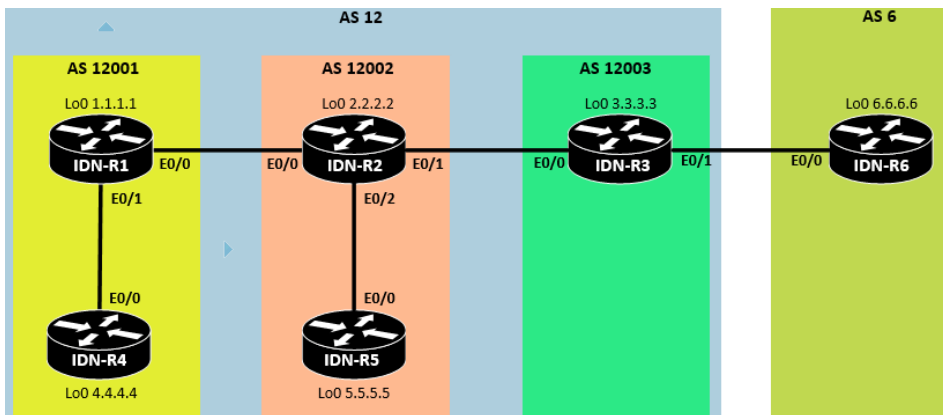 AS 12
AS 6
AS 12001
AS 12002
AS 12003
Lo0 1.1.1.1
Lo0 2.2.2.2
Lo0 3.3.3.3
Lo0 6.6.6.6
IDN-R1
E0/0
E0/0
IDN-R2
E0/1
E0/0
IDN-R3
E0/1
E0/0
IDN-R6
E0/1
E0/2
E0/0
E0/0
IDN-R4
IDN-R5
Lo0 4.4.4.4
Lo0 5.5.5.5